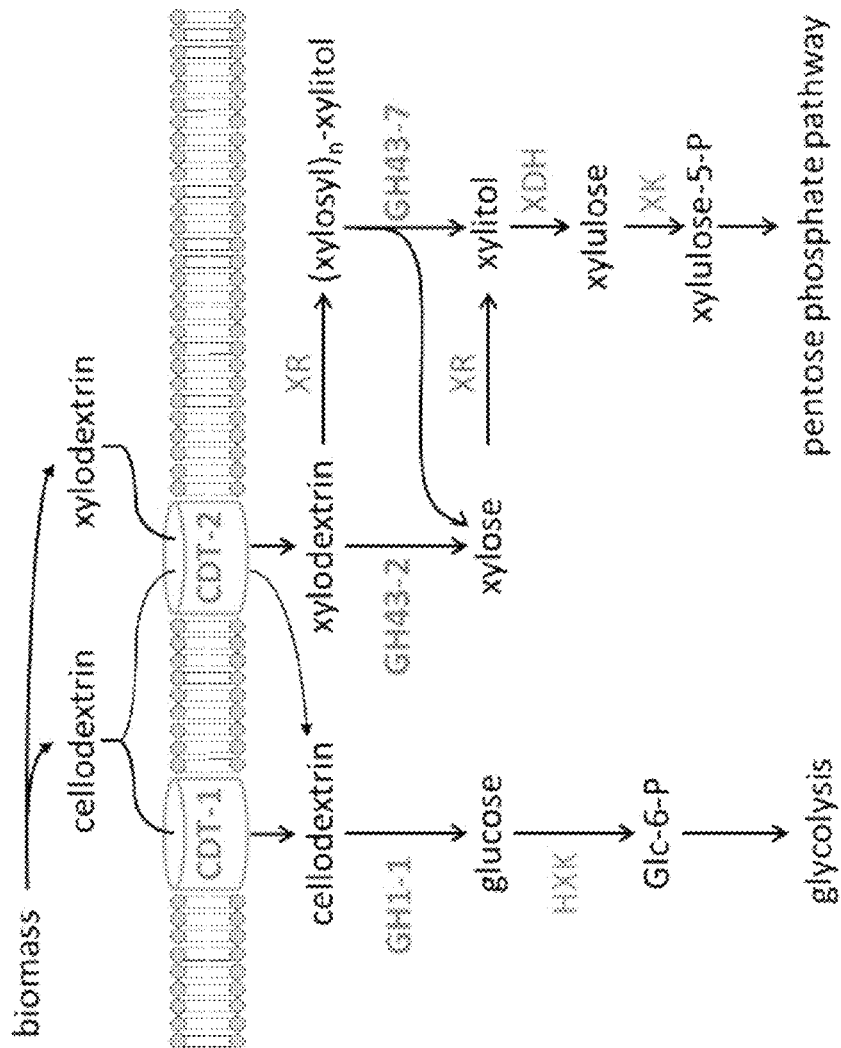 biomass
cellodextrin
xylodextrin
CDT-1
CDT-2
cellodextrin
xylodextrin
XR
(xylosyl)n-xylitol
GH1-1
GH43-2
GH43-7
glucose
xylose
XR
xylitol
HXK
XDH
xylulose
Glc-6-P
XK
xylulose-5-P
glycolysis
pentose phosphate pathway